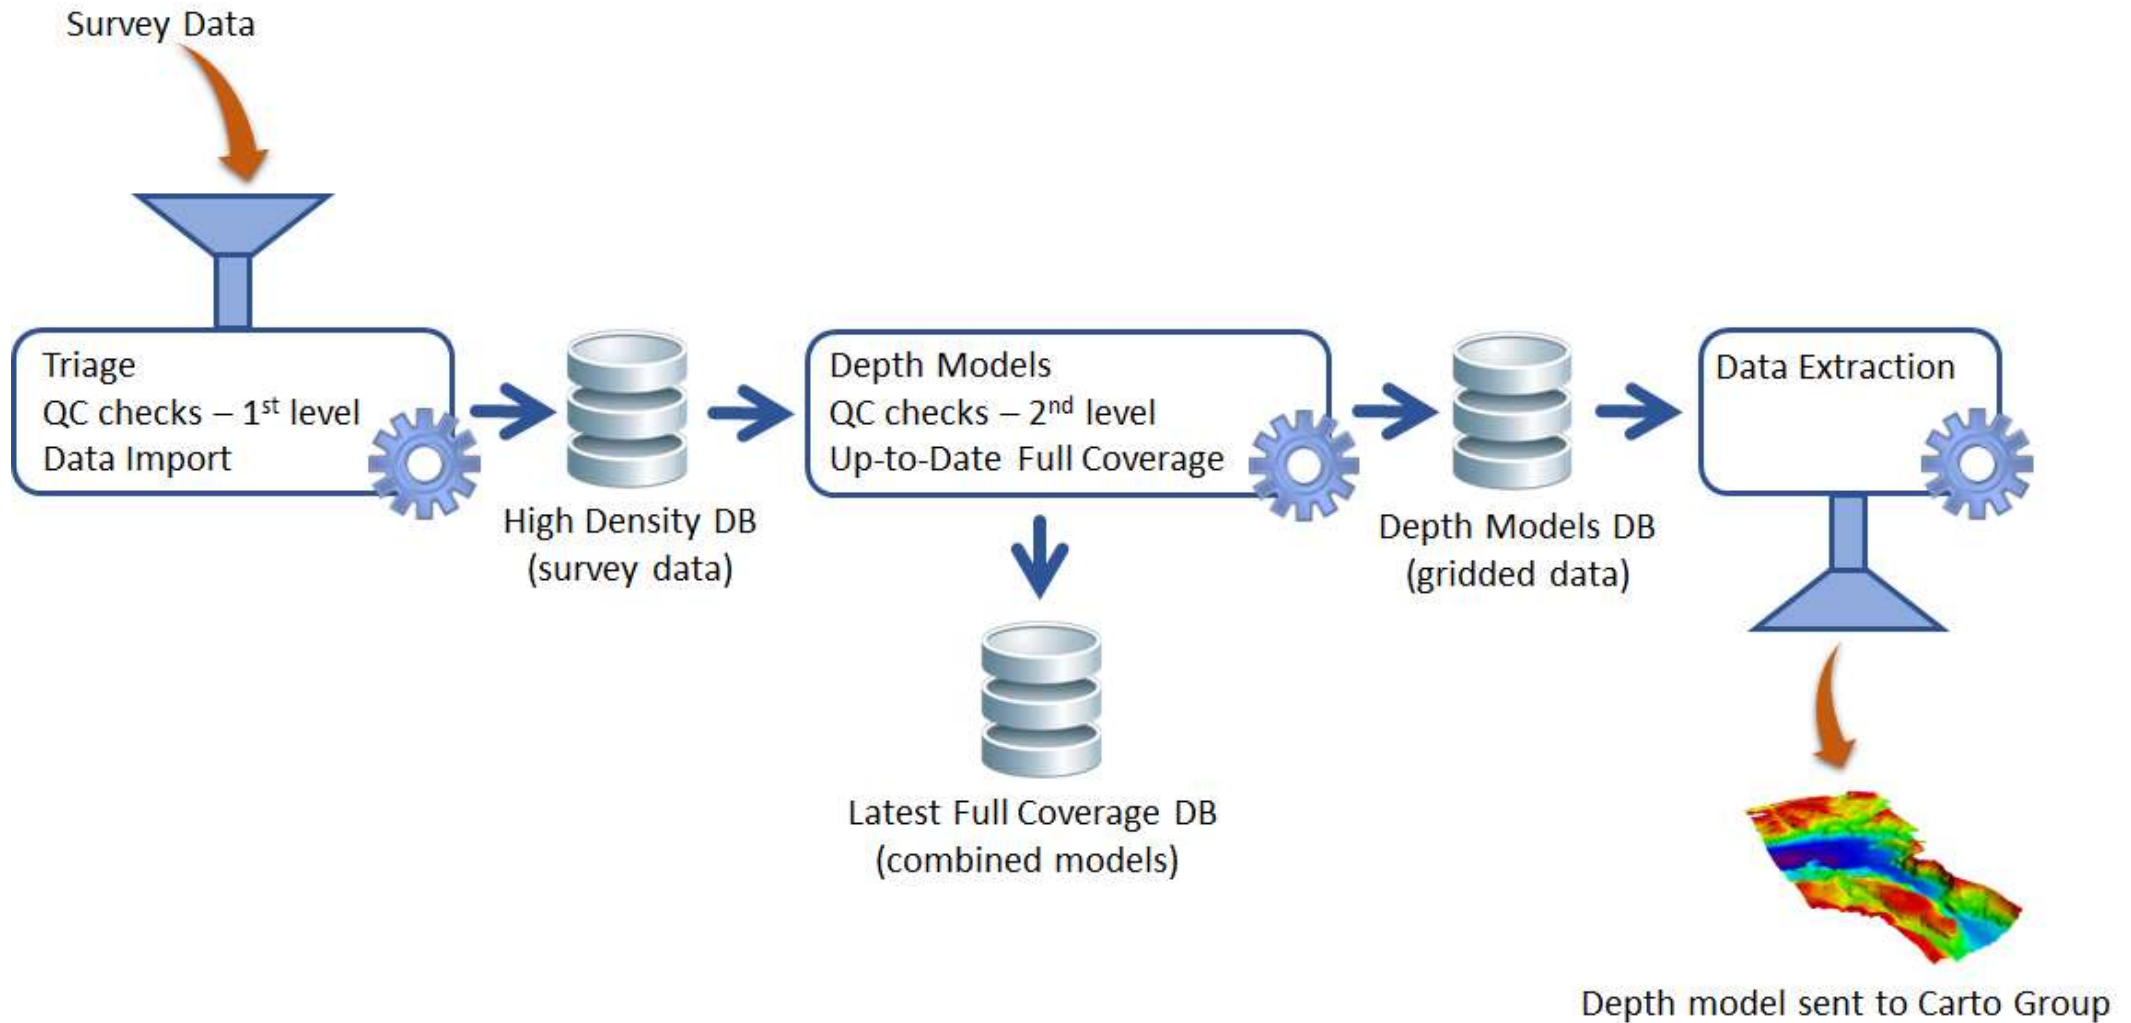 Survey Data
Triage
QC checks – 1st level
Data Import
High Density DB
(survey data)
Depth Models
QC checks – 2nd level
Up-to-Date Full Coverage
Latest Full Coverage DB
(combined models)
Depth Models DB
(gridded data)
Data Extraction
Depth model sent to Carto Group